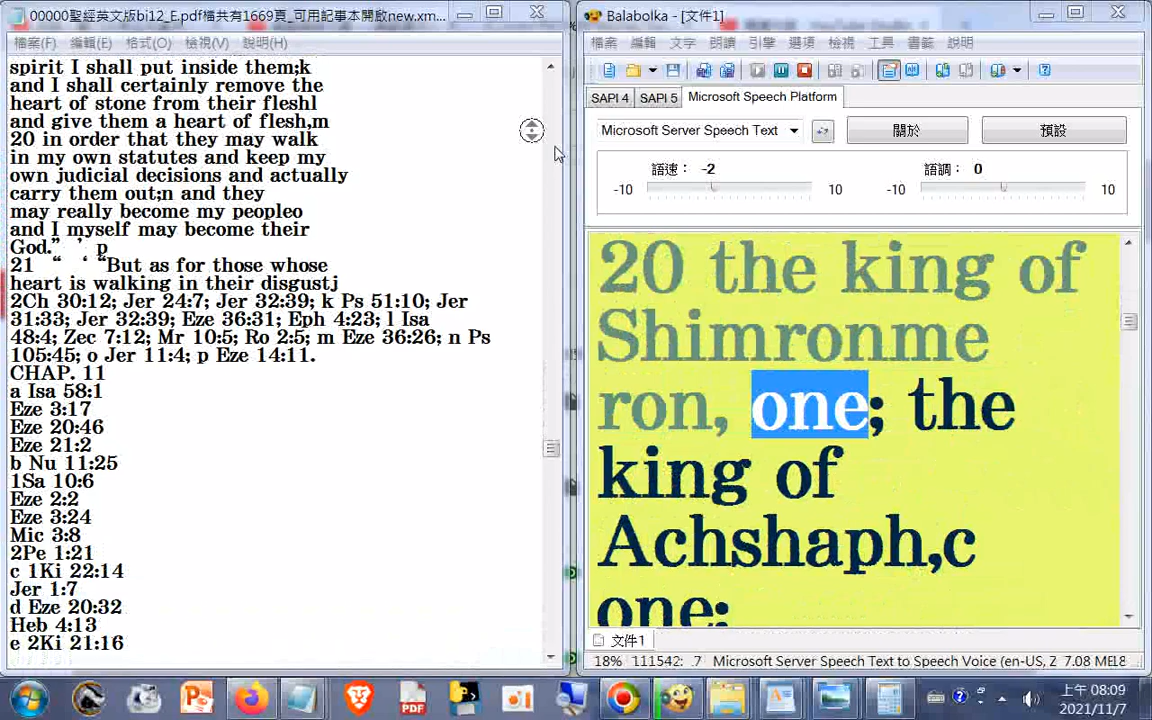 00000聖經英文版bi12_E.pdf檔共有1669頁_可用記事本開啟new.xm...
檔案(F) 編輯(E) 格式(O) 檢視(V) 說明(H)
spirit I shall put inside them;k
and I shall certainly remove the
heart of stone from their fleshl
and give them a heart of flesh,m
20 in order that they may walk
in my own statutes and keep my
own judicial decisions and actually
carry them out;n and they
may really become my peopleo
and I myself may become their
God.” ’ p
21 “ ‘ “But as for those whose
heart is walking in their disgustj
2Ch 30:12; Jer 24:7; Jer 32:39; k Ps 51:10; Jer
31:33; Jer 32:39; Eze 36:31; Eph 4:23; l Isa
48:4; Zec 7:12; Mr 10:5; Ro 2:5; m Eze 36:26; n Ps
105:45; o Jer 11:4; p Eze 14:11.
CHAP. 11
a Isa 58:1
Eze 3:17
Eze 20:46
Eze 21:2
b Nu 11:25
1Sa 10:6
Eze 2:2
Eze 3:24
Mic 3:8
2Pe 1:21
c 1Ki 22:14
Jer 1:7
d Eze 20:32
Heb 4:13
e 2Ki 21:16
Balabolka - [文件1]
檔案 編輯 文字 朗讀 引擎 選項 檢視 工具 書籤 說明
SAPI 4 SAPI 5 Microsoft Speech Platform
Microsoft Server Speech Text 關於 預設
語速: -2 語調: 0
-10 10 -10 10
20 the king of
Shimronme
ron, one; the
king of
Achshaph,c
one;
文件1
18% 111542: .7 Microsoft Server Speech Text to Speech Voice (en-US, Z 7.08 MEL8
PDF
上午 08:09
2021/11/7